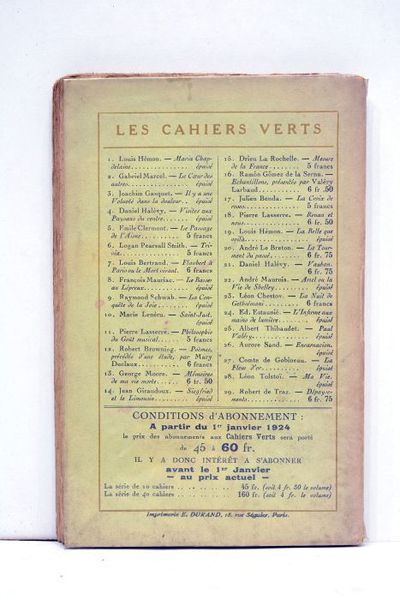 LES CAHIERS VERTS
1. Louis Hémon. — Maria Chap-
delaine. épuisé
2. Gabriel Marcel. — Le Cœur des
autres. épuisé
3. Joachim Gasquet. — Il y a une
Volupté dans la douleur.. épuisé
4. Daniel Halévy. — Visites aux
Paysans du centre. épuisé
5. Emile Clermont. — Le Passage
de l'Aisne. 5 francs
6. Logan Pearsall Smith. — Tri-
via. 5 francs
7. Louis Bertrand. — Flaubert à
Paris ou le Mort vivant. 6 francs
8. François Mauriac. — Le Baiser
au Lépreux. épuisé
9. Raymond Schwab. — La Con-
quête de la Joie. épuisé
10. Marie Lenéru. — Saint-Just.
épuisé
11. Pierre Lasserre. — Philosophie
du Goût musical. 5 francs
12. Robert Browning. — Poèmes,
précédés d'une étude, par Mary
Duclaux. 6 francs
13. George Moore. — Mémoires
de ma vie morte. 6 fr. 50
14. Jean Giraudoux. — Siegfried
et le Limousin. épuisé
15. Drieu La Rochelle. — Mesure
de la France. 5 francs
16. Ramón Gómez de la Serna. —
Echantillons, présentés par Valéry
Larbaud. 6 fr. 50
17. Julien Benda. — La Croix de
roses. 5 francs
18. Pierre Lasserre. — Renan et
nous. 6 fr. 50
19. Louis Hémon. — La Belle que
voilà. épuisé
20. André Le Breton. — Le Tour-
ment du passé. 6 fr. 75
21. Daniel Halévy. — Vauban.
6 fr. 75
22. André Maurois. — Ariel ou la
Vie de Shelley. épuisé
23. Léon Chestov. — La Nuit de
Gethsémani. 6 francs
24. Ed. Estaunié. — L'Infirme aux
mains de lumière. épuisé
25. Albert Thibaudet. — Paul
Valéry. épuisé
26. Aurore Sand. — Incarnation.
épuisé
27. Comte de Gobineau. — La
Fleur d'Or. épuisé
28. Léon Tolstoï. — Ma Vie.
épuisé
29. Robert de Traz. — Dépayse-
ments. 6 fr. 75
CONDITIONS d'ABONNEMENT :
A partir du 1er janvier 1924
le prix des abonnements aux Cahiers Verts sera porté
de 45 à 60 fr.
IL Y A DONC INTÉRÊT A S'ABONNER
avant le 1er Janvier
— au prix actuel —
La série de 10 cahiers 45 fr. (soit 4 fr. 50 le volume)
La série de 40 cahiers 160 fr. (soit 4 fr. le volume)
Imprimerie E. DURAND, 18, rue Séguier, Paris.